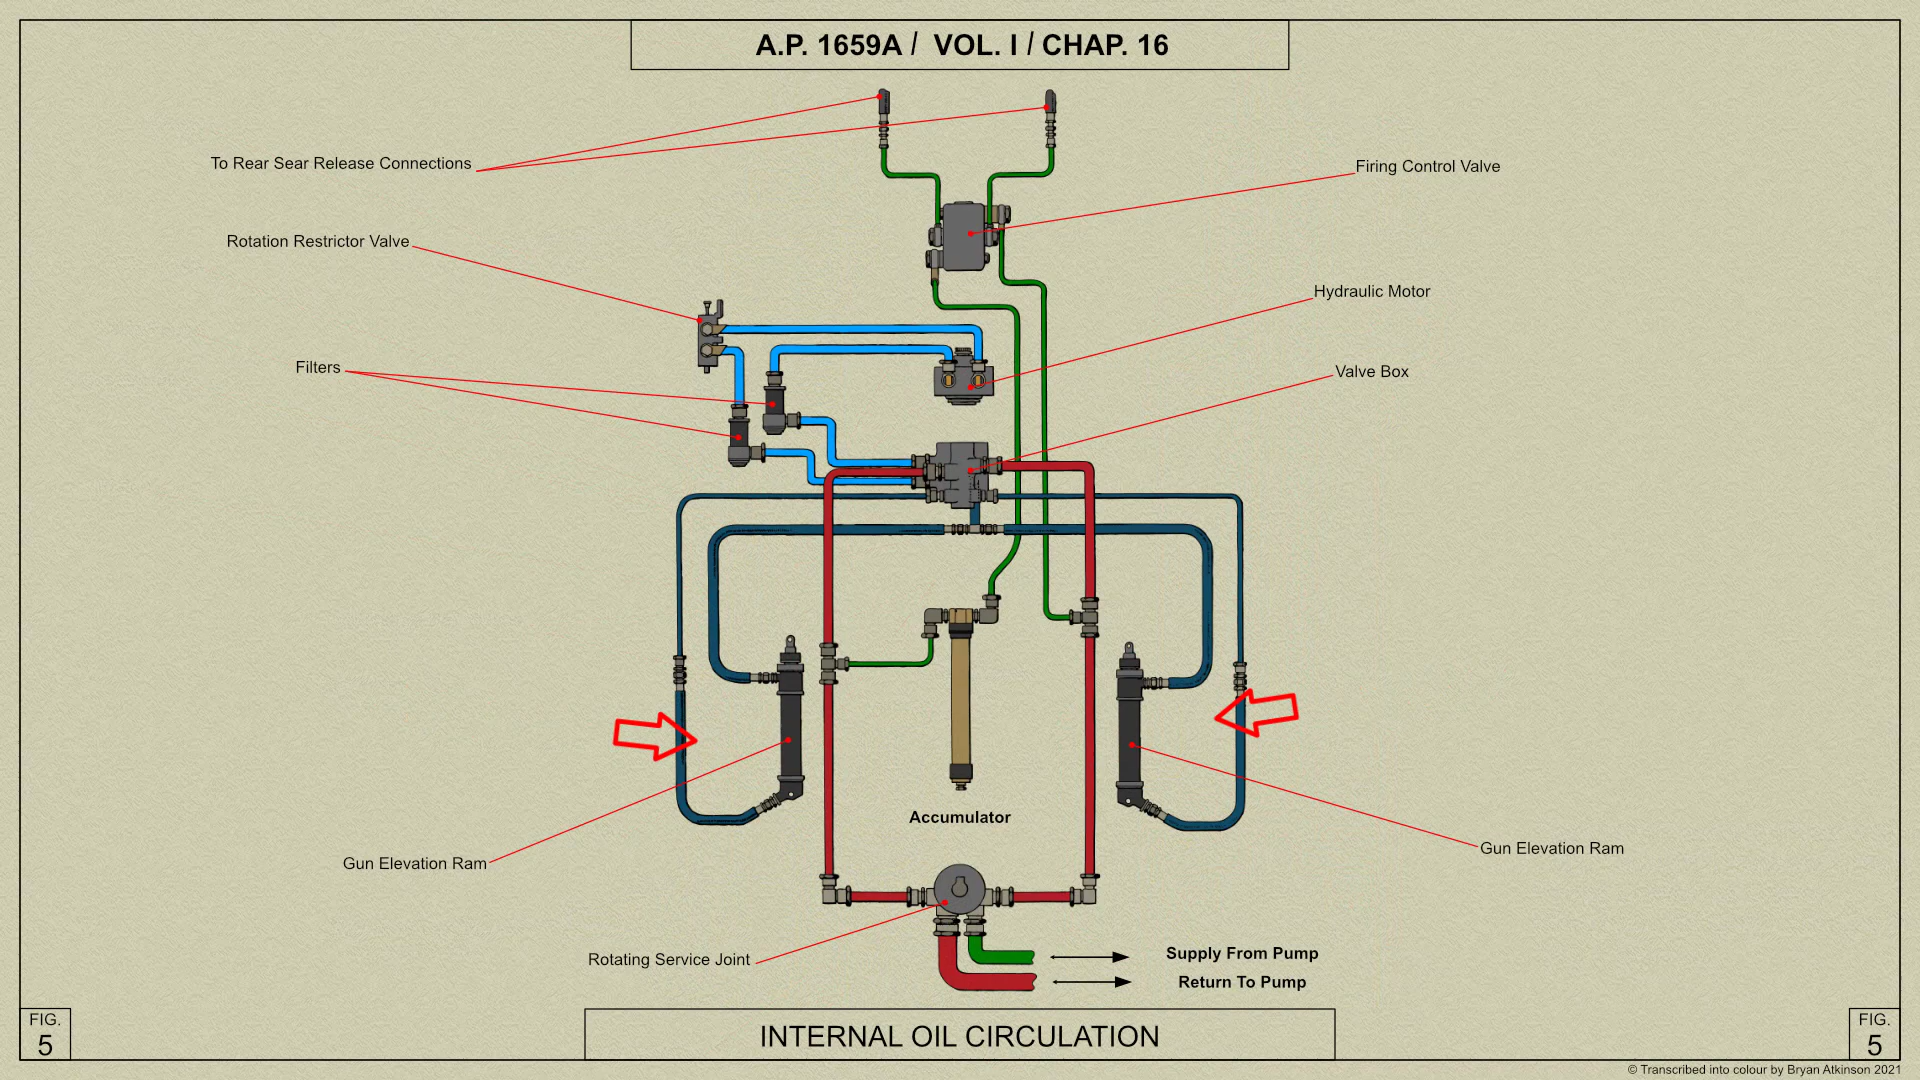 A.P. 1659A / VOL. I / CHAP. 16
To Rear Sear Release Connections
Firing Control Valve
Rotation Restrictor Valve
Hydraulic Motor
Filters
Valve Box
Accumulator
Gun Elevation Ram
Gun Elevation Ram
Rotating Service Joint
Supply From Pump
Return To Pump
FIG.
5
INTERNAL OIL CIRCULATION
FIG.
5
© Transcribed into colour by Bryan Atkinson 2021